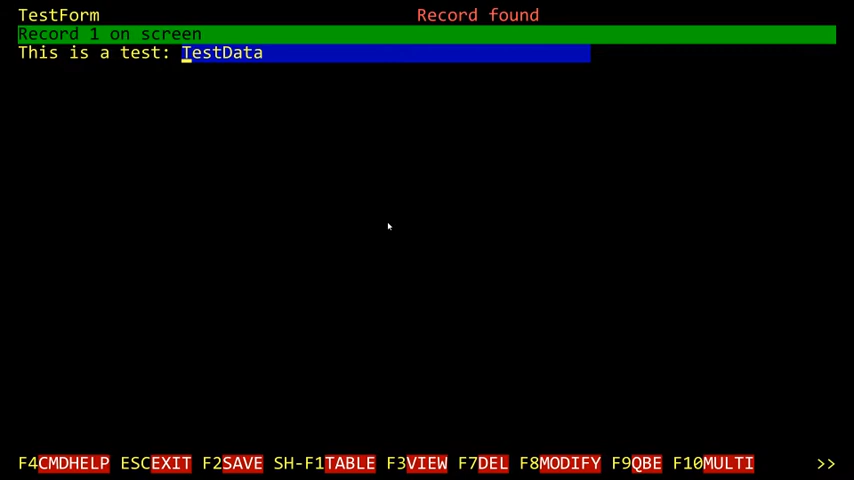 TestForm Record found
Record 1 on screen
This is a test: TestData
F4CMDHELP ESCEXIT F2SAVE SH-F1TABLE F3VIEW F7DEL F8MODIFY F9QBE F10MULTI >>